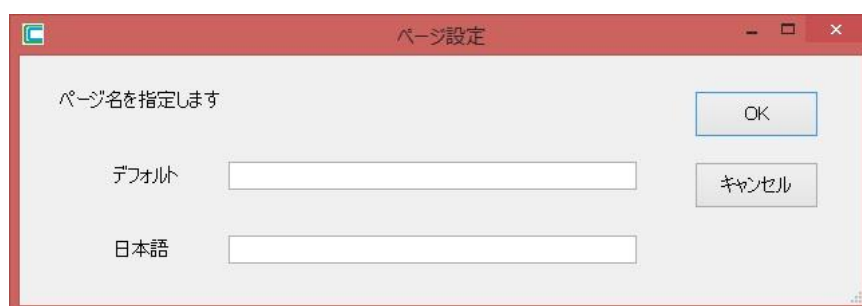 ページ設定
ページ名を指定します
OK
デフォルト
キャンセル
日本語